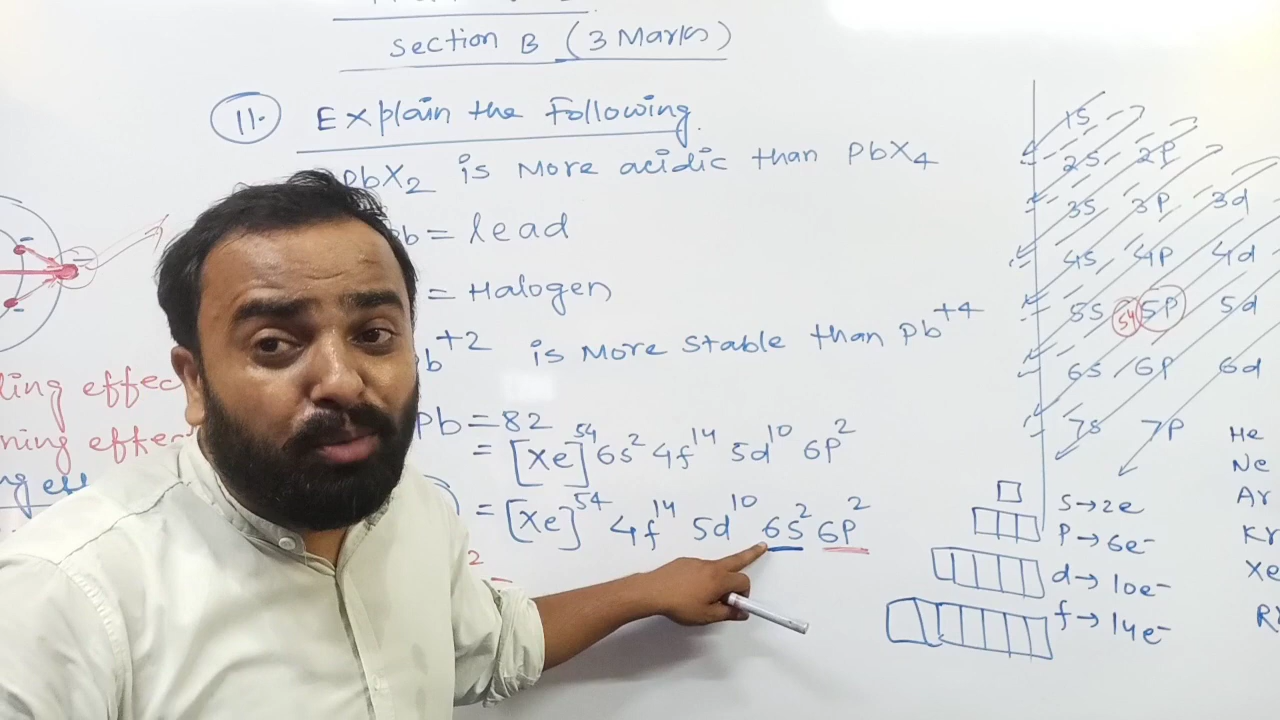 Section B (3 Marks)
11. Explain the Following.
PbX2 is More acidic than PbX4
Pb = lead
= Halogen
b+2 is More stable than Pb+4
Pb = 82
= [Xe]54 6s2 4f14 5d10 6p2
= [Xe]54 4f14 5d10 6s2 6p2
2 =
effec
effec
1s
2s 2p
3s 3p 3d
4s 4p 4d
5s 54 5p 5d
6s 6p 6d
7s 7p
s→2e
p→6e-
d→10e-
f→14e-
He
Ne
Ar
Kr
Xe